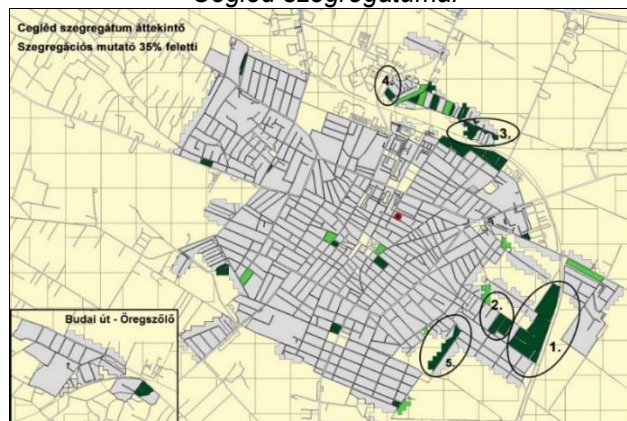 Cegléd szegregátumai
Cegléd szegregátum áttekintő
Szegregációs mutató 35% feletti
4.
3.
2.
1.
5.
Budai út - Öregszőlő